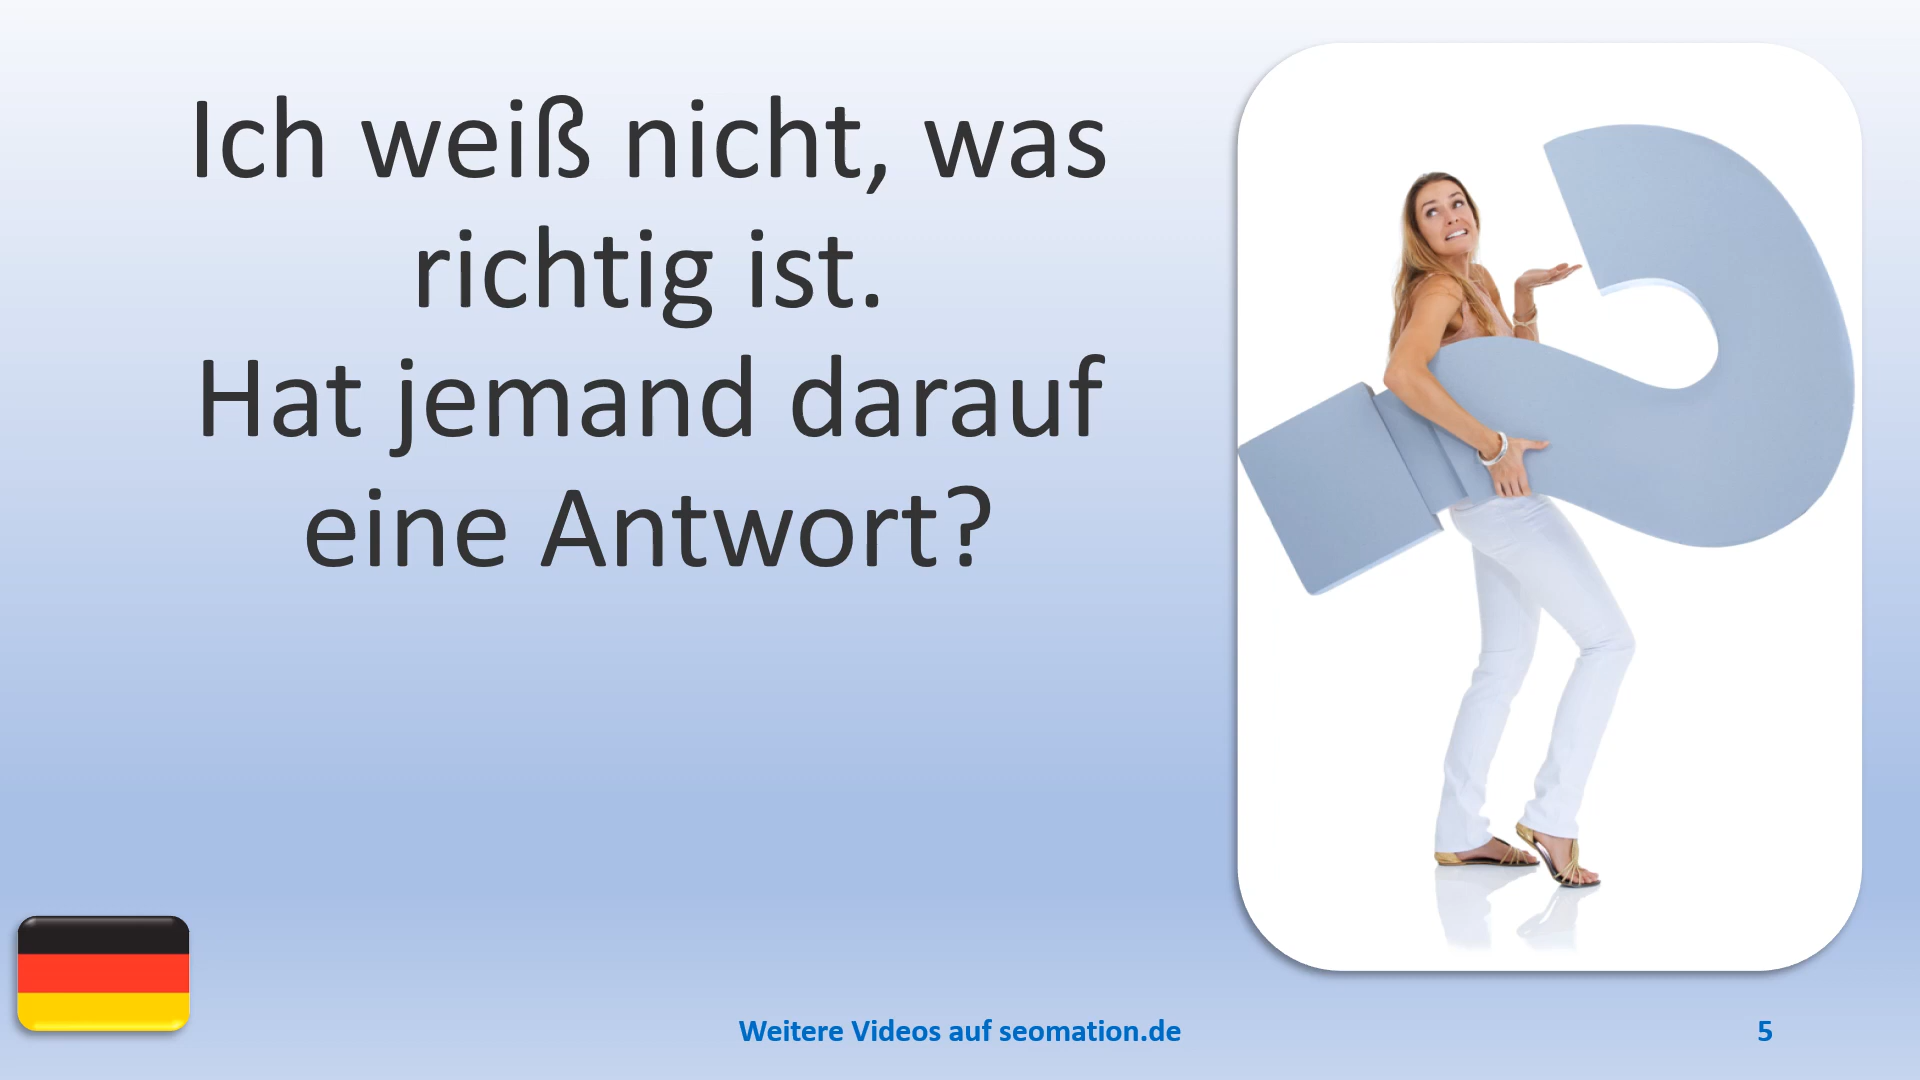 Ich weiß nicht, was
richtig ist.
Hat jemand darauf
eine Antwort?
Weitere Videos auf seomation.de
5